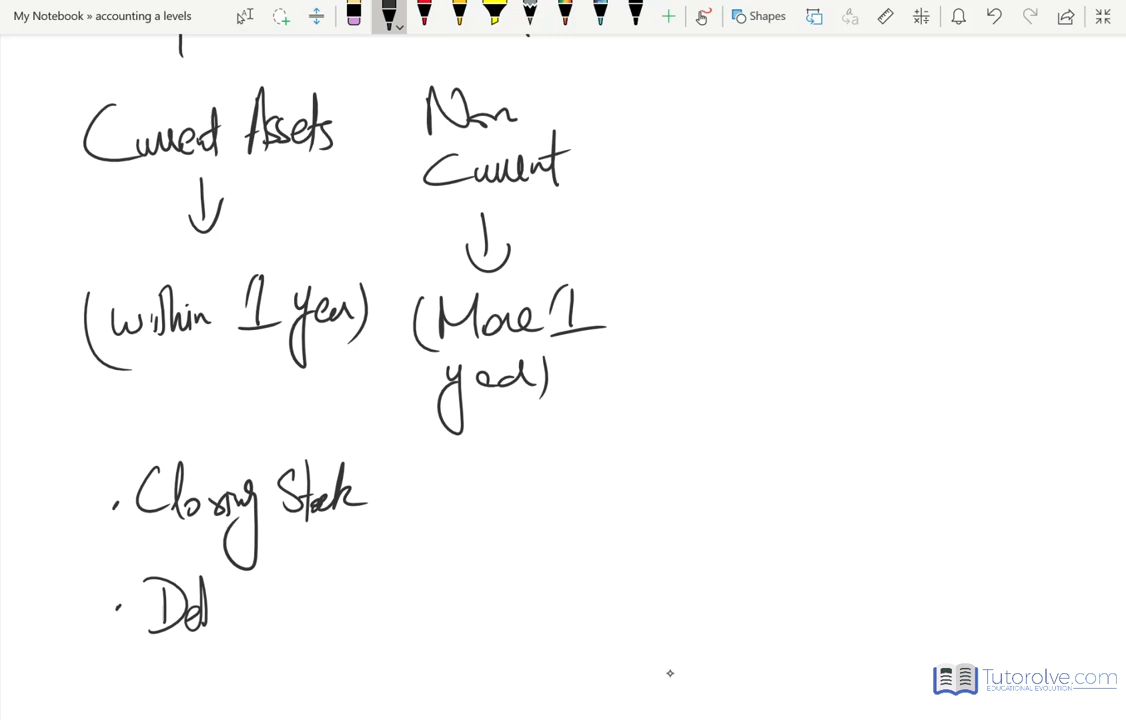 My Notebook » accounting a levels
Shapes
Current Assets
Non
Current
(within 1 year)
(More 1
year)
. Closing Stock
. Deb
Tutorolve.com
EDUCATIONAL EVOLUTION